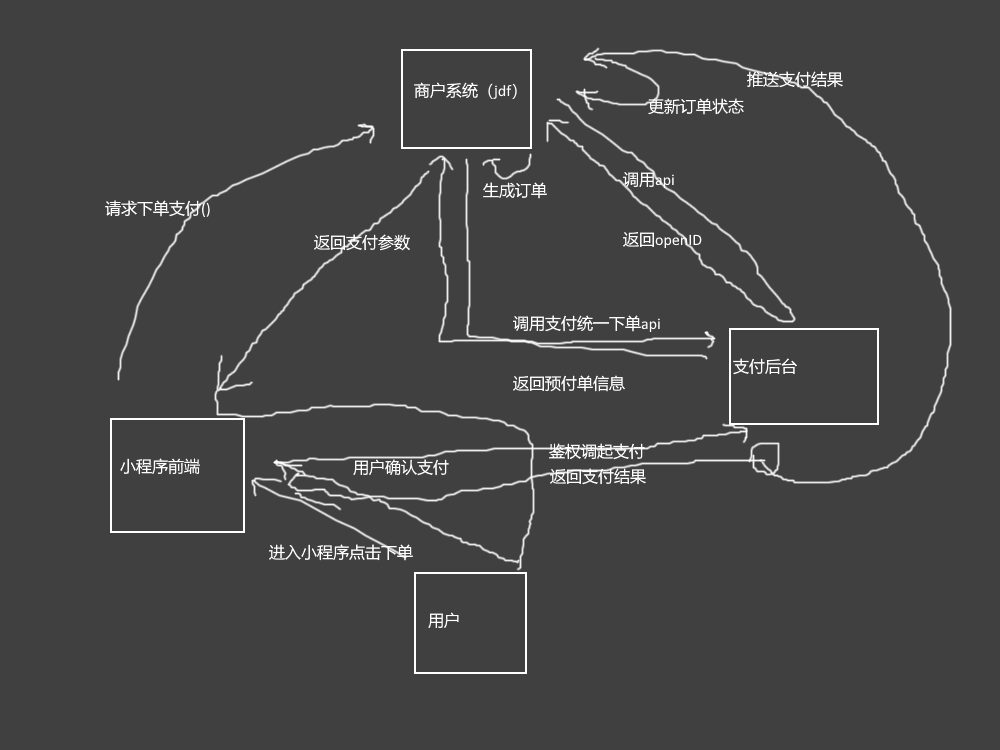 推送支付结果
商户系统（jdf）
更新订单状态
调用api
生成订单
请求下单支付()
返回支付参数
返回openID
调用支付统一下单api
支付后台
返回预付单信息
鉴权调起支付
小程序前端
用户确认支付
返回支付结果
进入小程序点击下单
用户